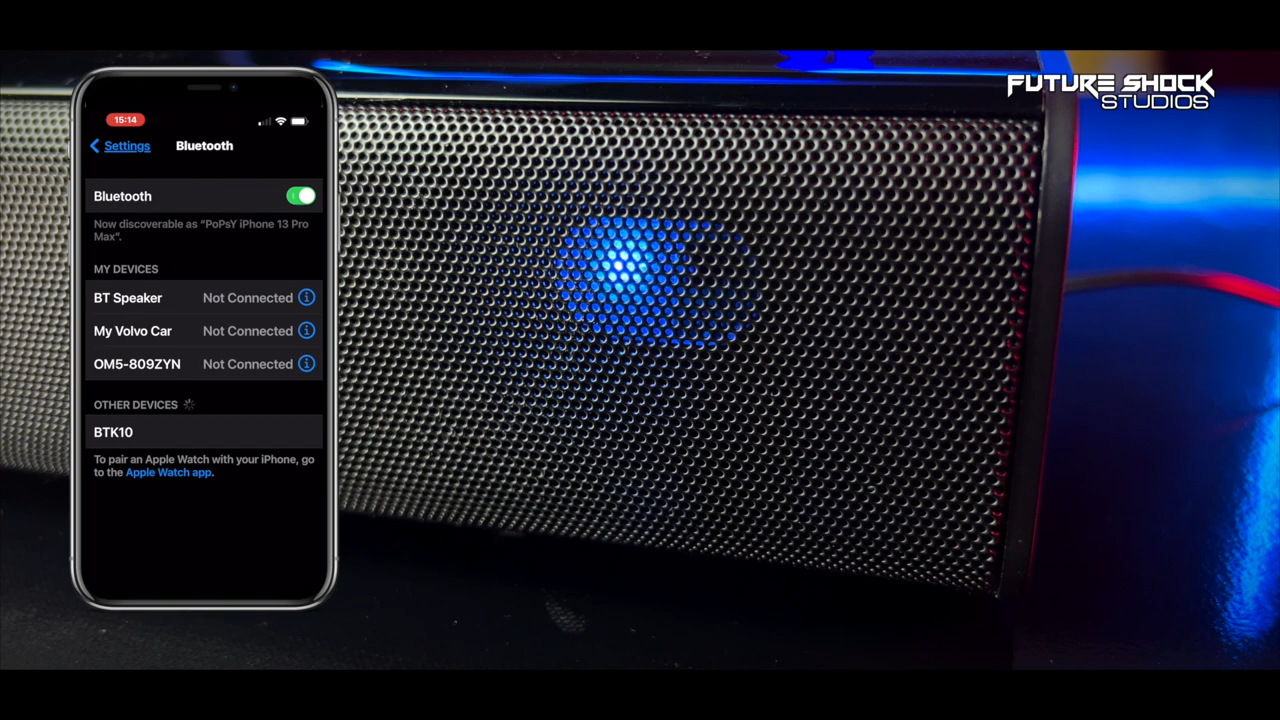 FUTURE SHOCK
STUDIOS
15:14
Settings
Bluetooth
Bluetooth
Now discoverable as "PoPsY iPhone 13 Pro
Max".
MY DEVICES
BT Speaker Not Connected
My Volvo Car Not Connected
OM5-809ZYN Not Connected
OTHER DEVICES
BTK10
To pair an Apple Watch with your iPhone, go
to the Apple Watch app.